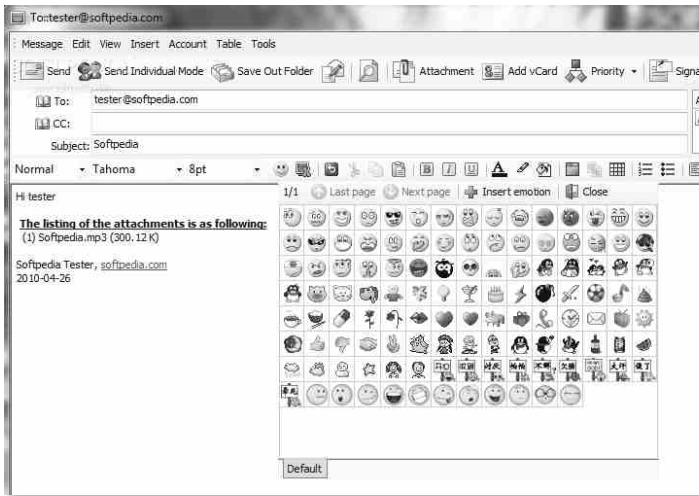 To::tester@softpedia.com
Message Edit View Insert Account Table Tools
Send Send Individual Mode Save Out Folder Attachment Add vCard Priority Signa
To: tester@softpedia.com
CC:
Subject: Softpedia
Normal Tahoma 8pt B I U A
Hi tester
1/1 Last page Next page Insert emotion Close
The listing of the attachments is as following:
(1) Softpedia.mp3 (300.12 K)
Softpedia Tester, softpedia.com
2010-04-26
Default